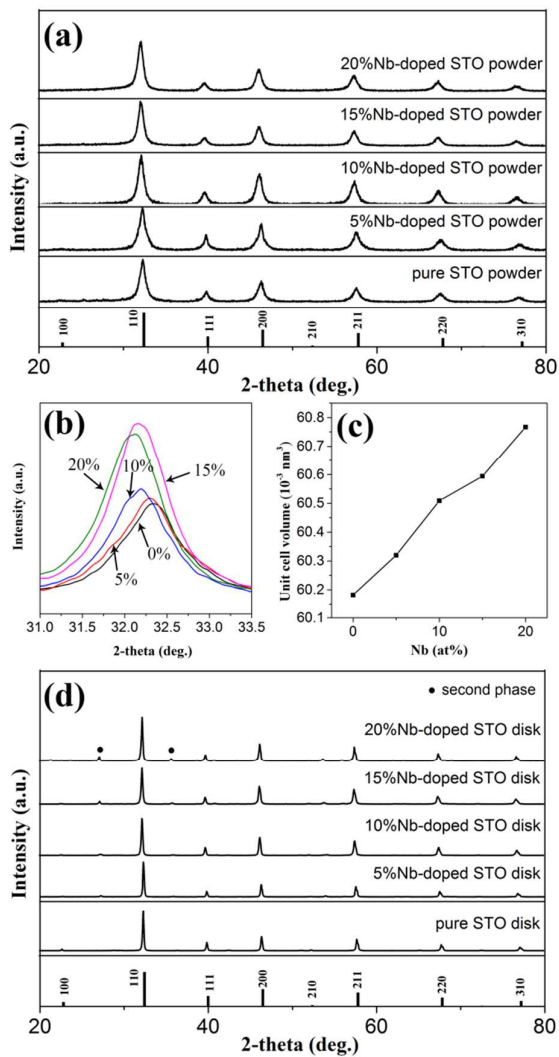 (a)
20%Nb-doped STO powder
15%Nb-doped STO powder
10%Nb-doped STO powder
5%Nb-doped STO powder
pure STO powder
Intensity (a.u.)
100
110
111
200
210
211
220
310
20 40 60 80
2-theta (deg.)
(b)
20%
10%
15%
0%
5%
Intensity (a.u.)
31.0 31.5 32.0 32.5 33.0 33.5
2-theta (deg.)
(c)
Unit cell volume (10⁻³ nm³)
60.8
60.7
60.6
60.5
60.4
60.3
60.2
60.1
0 5 10 15 20
Nb (at%)
(d)
second phase
20%Nb-doped STO disk
15%Nb-doped STO disk
10%Nb-doped STO disk
5%Nb-doped STO disk
pure STO disk
Intensity (a.u.)
100
110
111
200
210
211
220
310
20 40 60 80
2-theta (deg.)